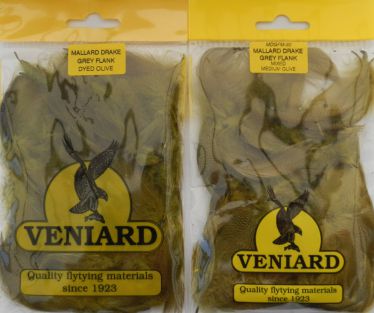 MALLARD DRAKE
GREY FLANK
DYED OLIVE
VENIARD
Quality flytying materials
since 1923
MALLARD DRAKE
GREY FLANK
MIXED
MEDIUM OLIVE
VENIARD
Quality flytying materials
since 1923